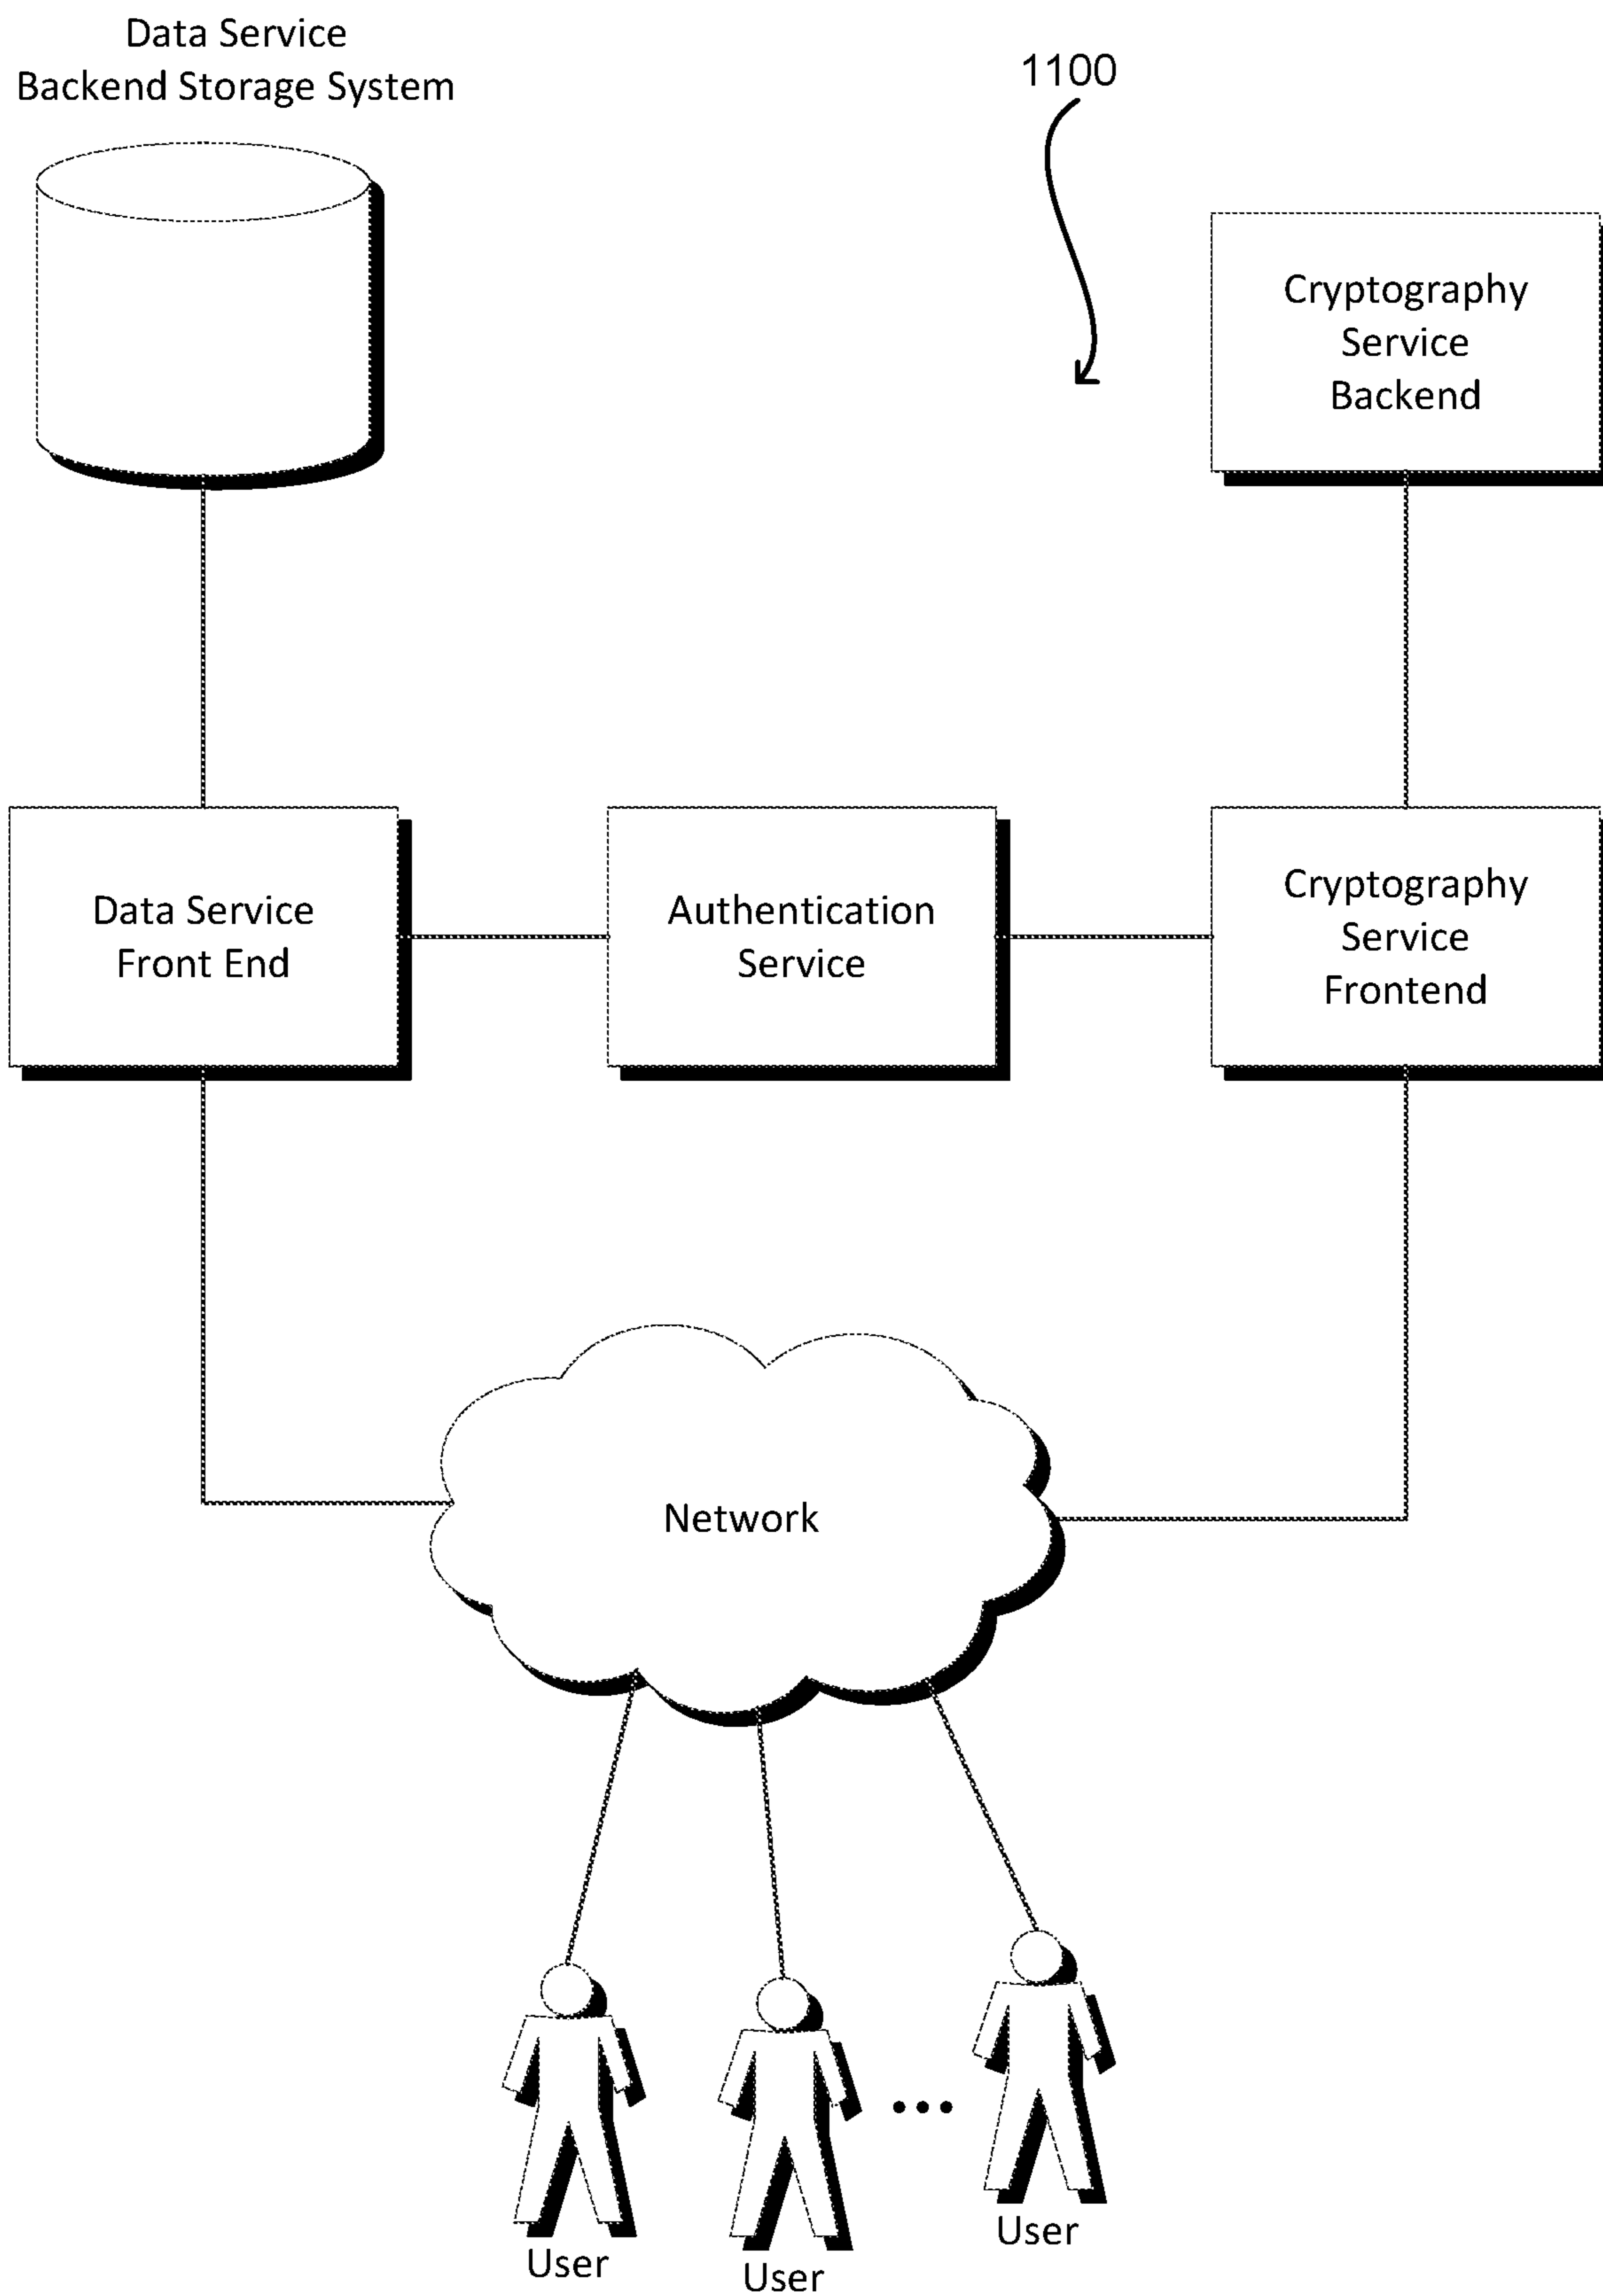 Data Service
Backend Storage System
1100
Cryptography
Service
Backend
Data Service
Front End
Authentication
Service
Cryptography
Service
Frontend
Network
User
User
User